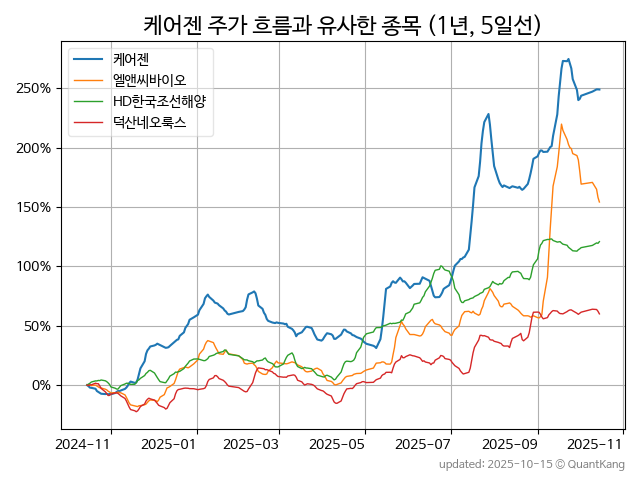 케어젠 주가 흐름과 유사한 종목 (1년, 5일선)
케어젠
엘앤씨바이오
HD한국조선해양
덕산네오룩스
250%
200%
150%
100%
50%
0%
2024-11 2025-01 2025-03 2025-05 2025-07 2025-09 2025-11
updated: 2025-10-15 © QuantKang